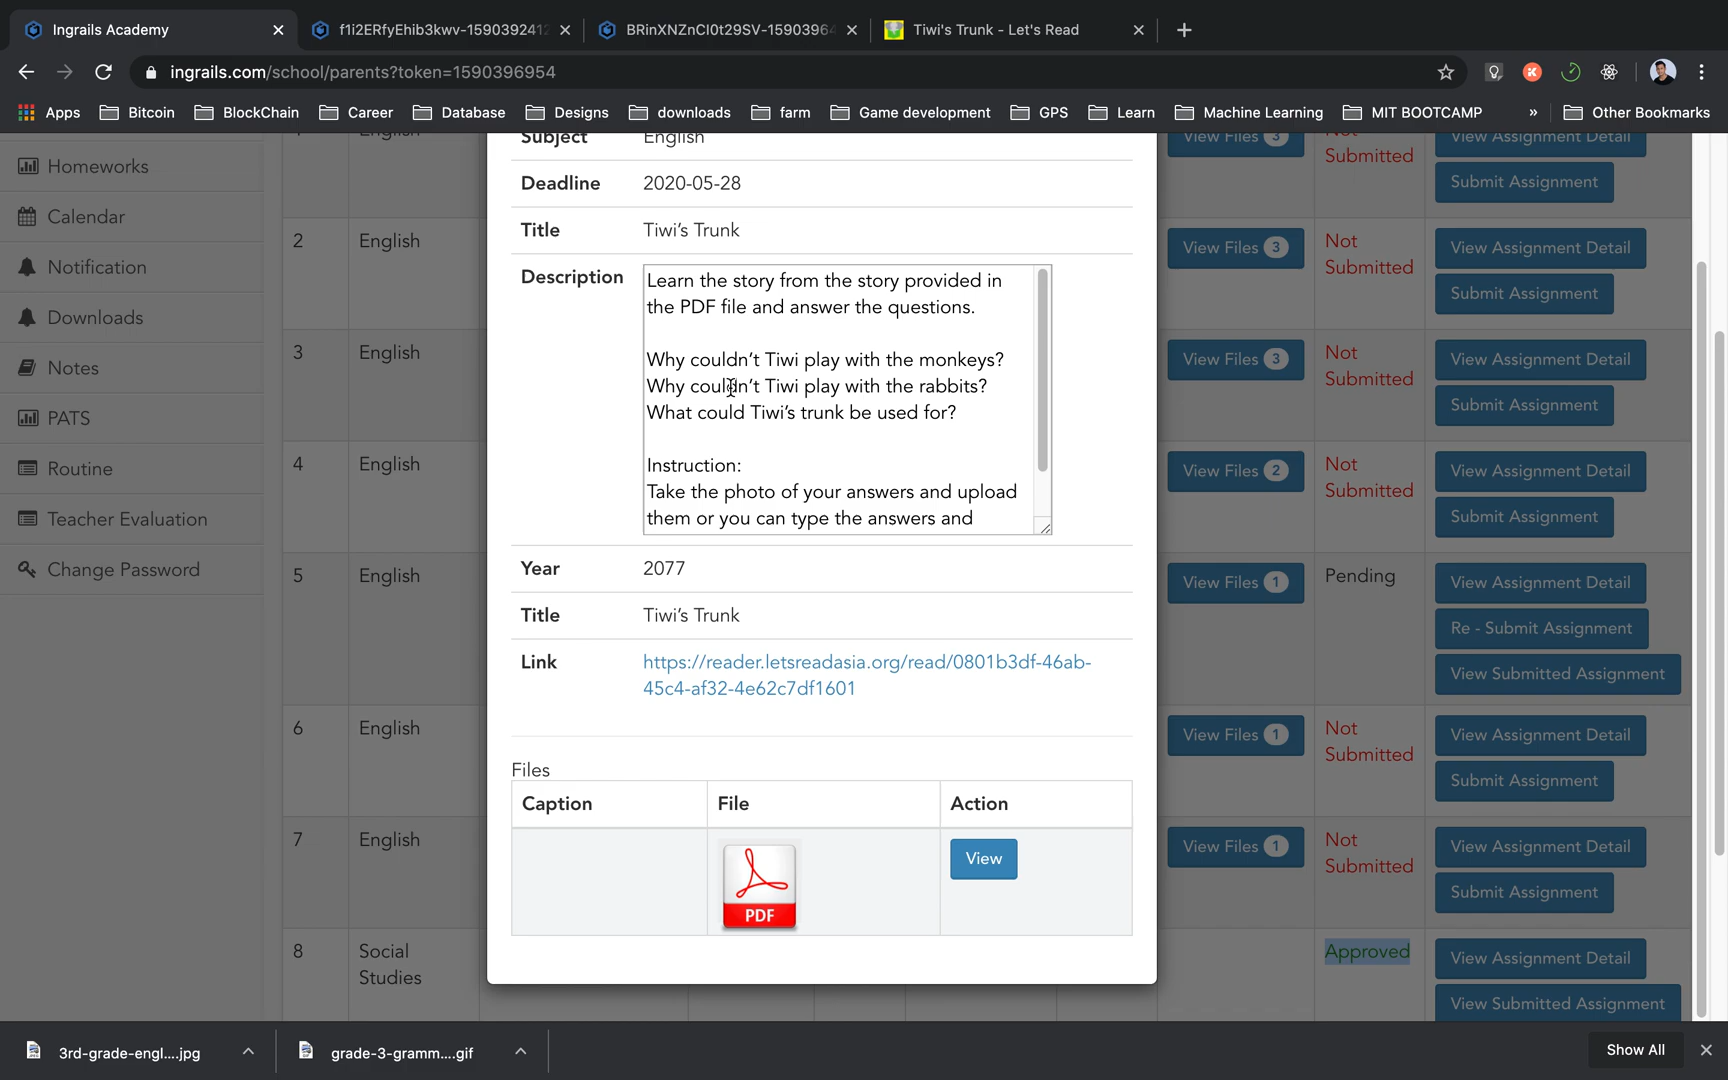 Ingrails Academy
f1i2ERfyEhib3kwv-1590392412
BRinXNZnCl0t29SV-15903964
Tiwi's Trunk - Let's Read
ingrails.com/school/parents?token=1590396954
Apps
Bitcoin
BlockChain
Career
Database
Designs
downloads
farm
Game development
GPS
Learn
Machine Learning
MIT BOOTCAMP
»
Other Bookmarks
Homeworks
Calendar
Notification
Downloads
Notes
PATS
Routine
Teacher Evaluation
Change Password
English
View Files 3
Not
Submitted
View Assignment Detail
Submit Assignment
2
English
View Files 3
Not
Submitted
View Assignment Detail
Submit Assignment
3
English
View Files 3
Not
Submitted
View Assignment Detail
Submit Assignment
4
English
View Files 2
Not
Submitted
View Assignment Detail
Submit Assignment
5
English
View Files 1
Pending
View Assignment Detail
Re - Submit Assignment
View Submitted Assignment
6
English
View Files 1
Not
Submitted
View Assignment Detail
Submit Assignment
7
English
View Files 1
Not
Submitted
View Assignment Detail
Submit Assignment
8
Social
Studies
Approved
View Assignment Detail
View Submitted Assignment
Subject English
Deadline 2020-05-28
Title Tiwi’s Trunk
Description
Learn the story from the story provided in
the PDF file and answer the questions.
Why couldn’t Tiwi play with the monkeys?
Why couldn’t Tiwi play with the rabbits?
What could Tiwi’s trunk be used for?
Instruction:
Take the photo of your answers and upload
them or you can type the answers and
Year 2077
Title Tiwi’s Trunk
Link https://reader.letsreadasia.org/read/0801b3df-46ab-
45c4-af32-4e62c7df1601
Files
Caption File Action
PDF
View
3rd-grade-engl....jpg
grade-3-gramm....gif
Show All